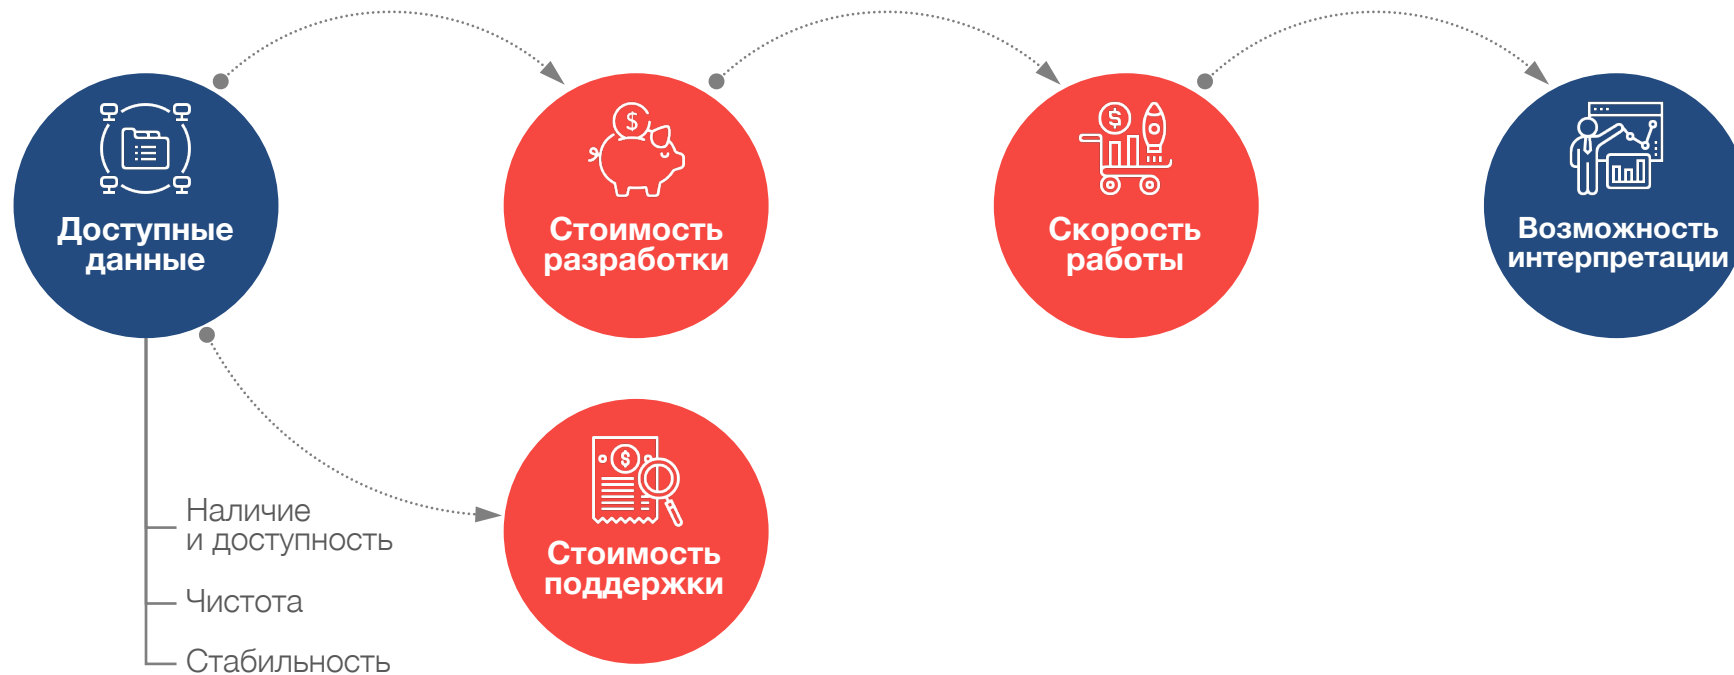 Доступные
данные
Стоимость
разработки
Скорость
работы
Возможность
интерпретации
Наличие
и доступность
Чистота
Стабильность
Стоимость
поддержки